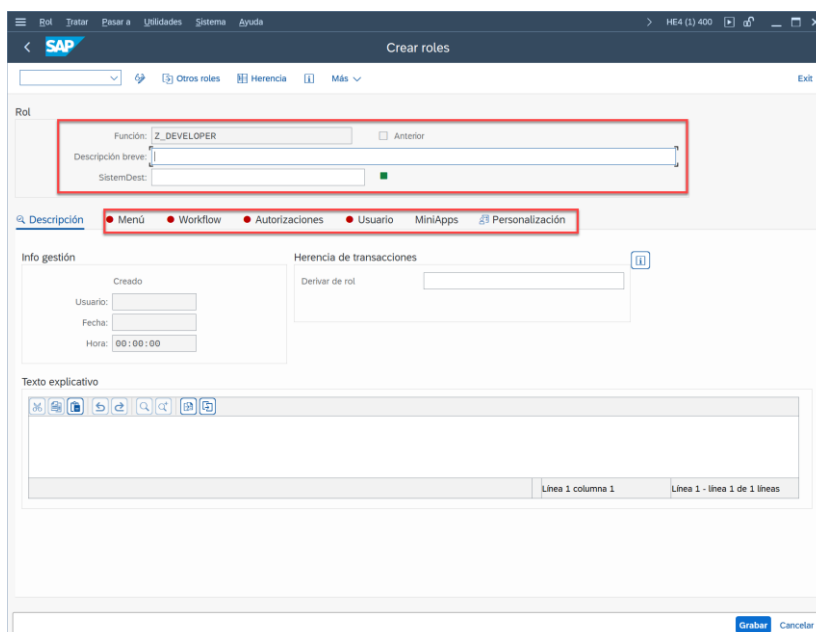 Rol Tratar Pasar a Utilidades Sistema Ayuda HE4 (1) 400
SAP Crear roles
Otros roles Herencia Más Exit
Rol
Función: Z_DEVELOPER Anterior
Descripción breve:
SistemDest:
Descripción Menú Workflow Autorizaciones Usuario MiniApps Personalización
Info gestión Herencia de transacciones
Creado Derivar de rol
Usuario:
Fecha:
Hora: 00:00:00
Texto explicativo
Línea 1 columna 1 Línea 1 - línea 1 de 1 líneas
Grabar Cancelar